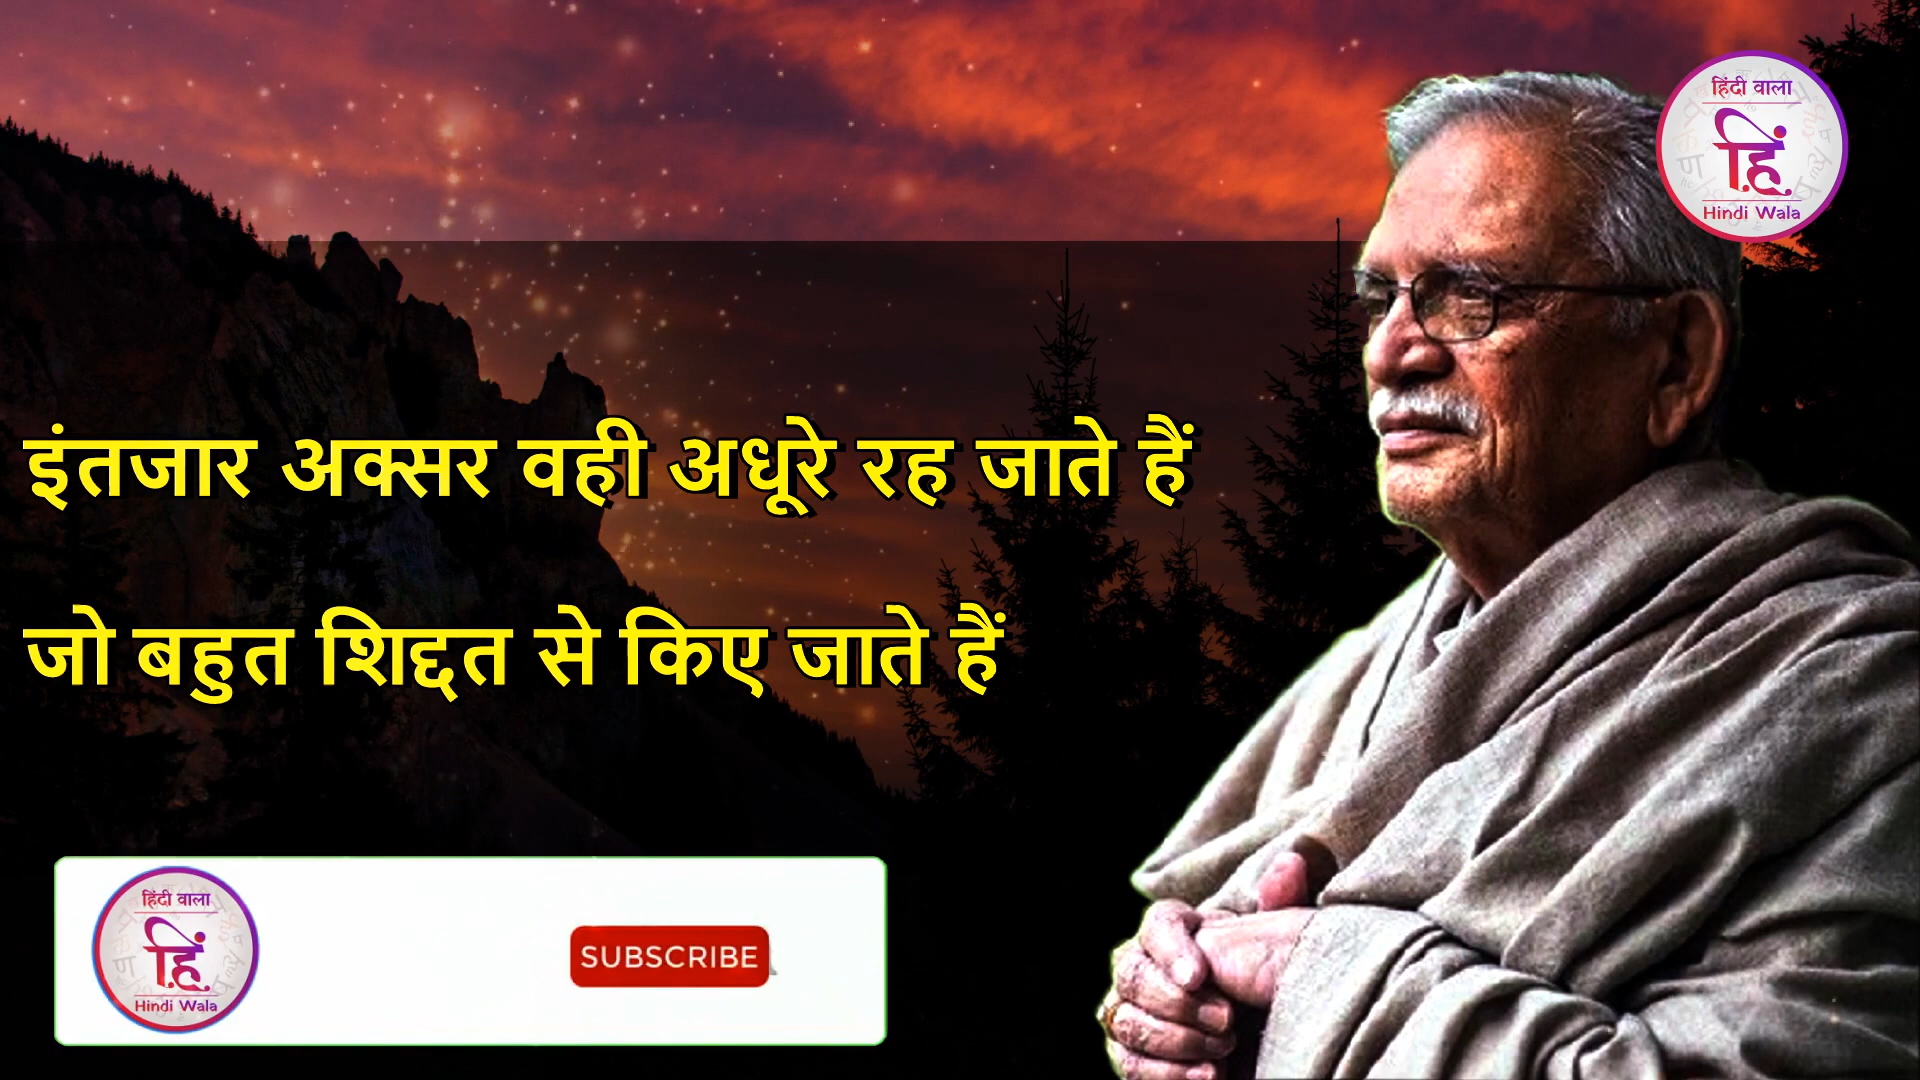 हिंदी वाला
हिं
Hindi Wala
इंतजार अक्सर वही अधूरे रह जाते हैं
जो बहुत शिद्दत से किए जाते हैं
हिंदी वाला
हिं
Hindi Wala
SUBSCRIBE